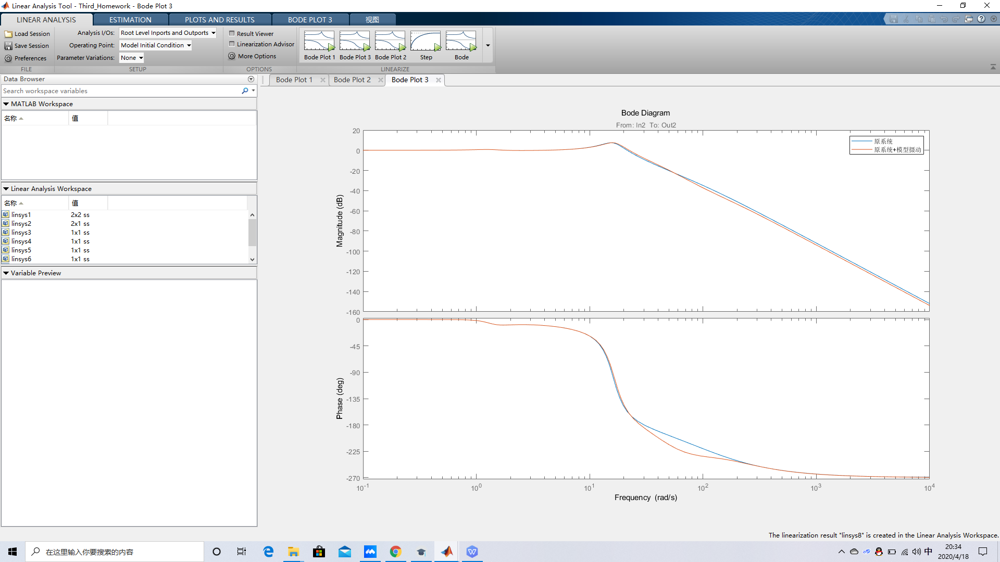 Linear Analysis Tool - Third_Homework - Bode Plot 3
LINEAR ANALYSIS
ESTIMATION
PLOTS AND RESULTS
BODE PLOT 3
视图
Load Session
Save Session
Preferences
FILE
Analysis I/Os: Root Level Inports and Outports
Operating Point: Model Initial Condition
Parameter Variations: None
SETUP
Result Viewer
Linearization Advisor
More Options
OPTIONS
Bode Plot 1
Bode Plot 3
Bode Plot 2
Step
Bode
LINEARIZE
Data Browser
Search workspace variables
MATLAB Workspace
名称 值
Linear Analysis Workspace
名称 值
linsys1 2x2 ss
linsys2 2x1 ss
linsys3 1x1 ss
linsys4 1x1 ss
linsys5 1x1 ss
linsys6 1x1 ss
Variable Preview
Bode Plot 1
Bode Plot 2
Bode Plot 3
Bode Diagram
From: In2 To: Out2
原系统
原系统+模型摄动
Magnitude (dB)
20
0
-20
-40
-60
-80
-100
-120
-140
-160
Phase (deg)
0
-45
-90
-135
-180
-225
-270
10^-1
10^0
10^1
10^2
10^3
10^4
Frequency (rad/s)
The linearization result "linsys8" is created in the Linear Analysis Workspace.
在这里输入你要搜索的内容
中
20:34
2020/4/18